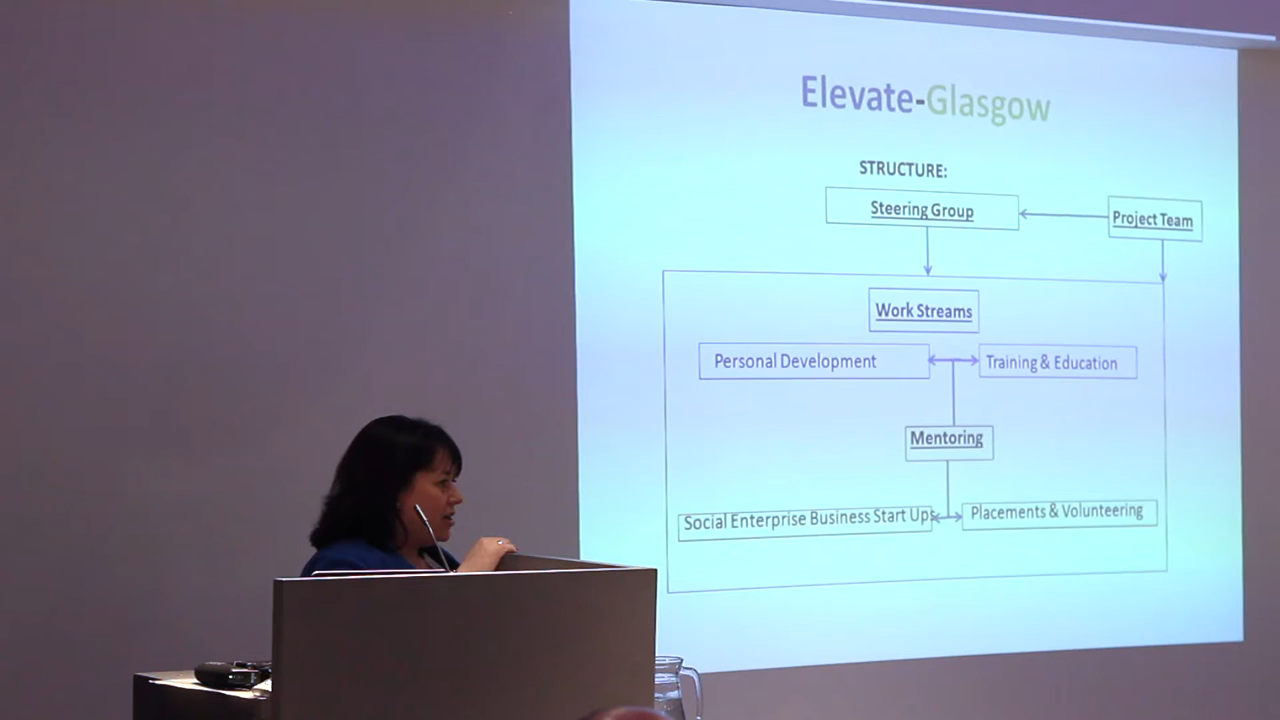 Elevate-Glasgow
STRUCTURE:
Steering Group
Project Team
Work Streams
Personal Development
Training & Education
Mentoring
Social Enterprise Business Start Ups
Placements & Volunteering